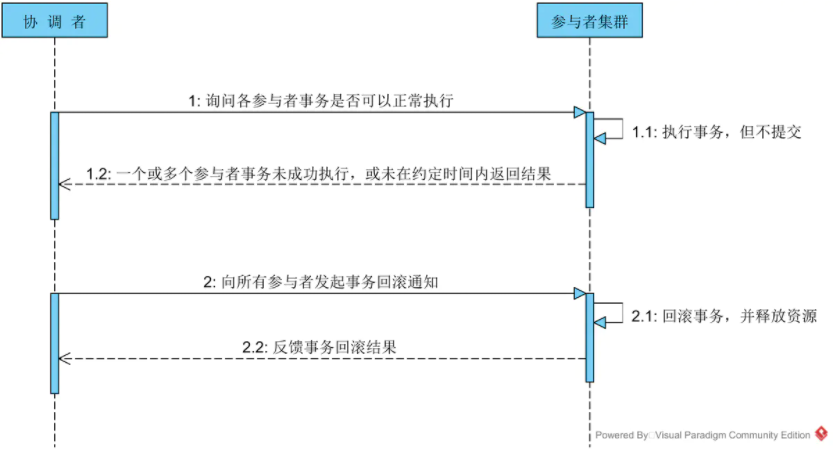 协 调 者
参与者集群
1: 询问各参与者事务是否可以正常执行
1.1: 执行事务，但不提交
1.2: 一个或多个参与者事务未成功执行，或未在约定时间内返回结果
2: 向所有参与者发起事务回滚通知
2.1: 回滚事务，并释放资源
2.2: 反馈事务回滚结果
Powered By Visual Paradigm Community Edition